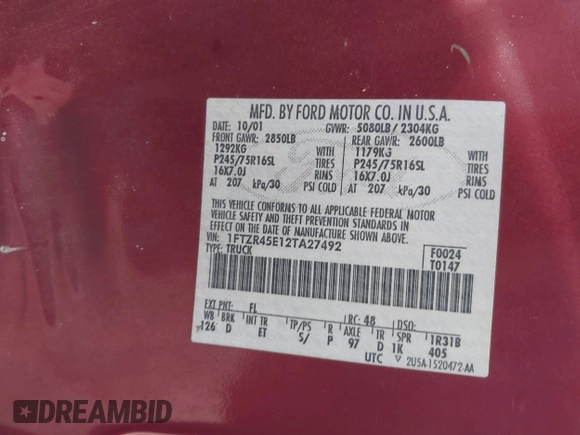 MFD. BY FORD MOTOR CO. IN U.S.A.
DATE: 10/01 GVWR: 5080LB / 2304KG
FRONT GAWR: 2850LB REAR GAWR: 2600LB
1292KG WITH 1179KG WITH
P245/75R16SL TIRES P245/75R16SL TIRES
16X7.0J RIMS 16X7.0J RIMS
AT 207 kPa/30 PSI COLD AT 207 kPa/30 PSI COLD
THIS VEHICLE CONFORMS TO ALL APPLICABLE FEDERAL MOTOR
VEHICLE SAFETY AND THEFT PREVENTION STANDARDS IN
EFFECT ON THE DATE OF MANUFACTURE SHOWN ABOVE.
VIN: 1FTZR45E12TA27492 F0024
TYPE: TRUCK T0147
EXT PNT: FL RC: 48 DSO:
WB BRK INT TR TP/PS R AXLE TR SPR 1R31B
126 D ET S/ P 97 D 1K 405
UTC 2U5A-1520472-AA
DREAMBID